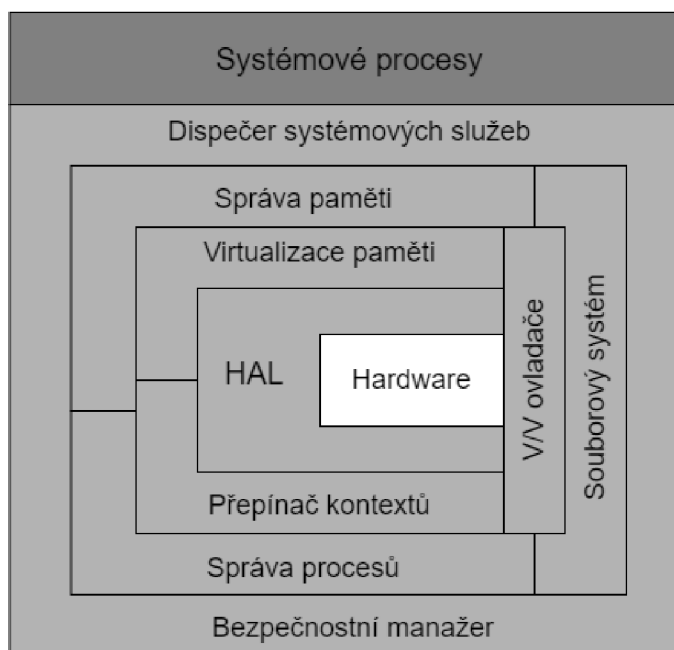 Systémové procesy
Dispečer systémových služeb
Správa paměti
Virtualizace paměti
HAL
Hardware
V/V ovladače
Souborový systém
Přepínač kontextů
Správa procesů
Bezpečnostní manažer